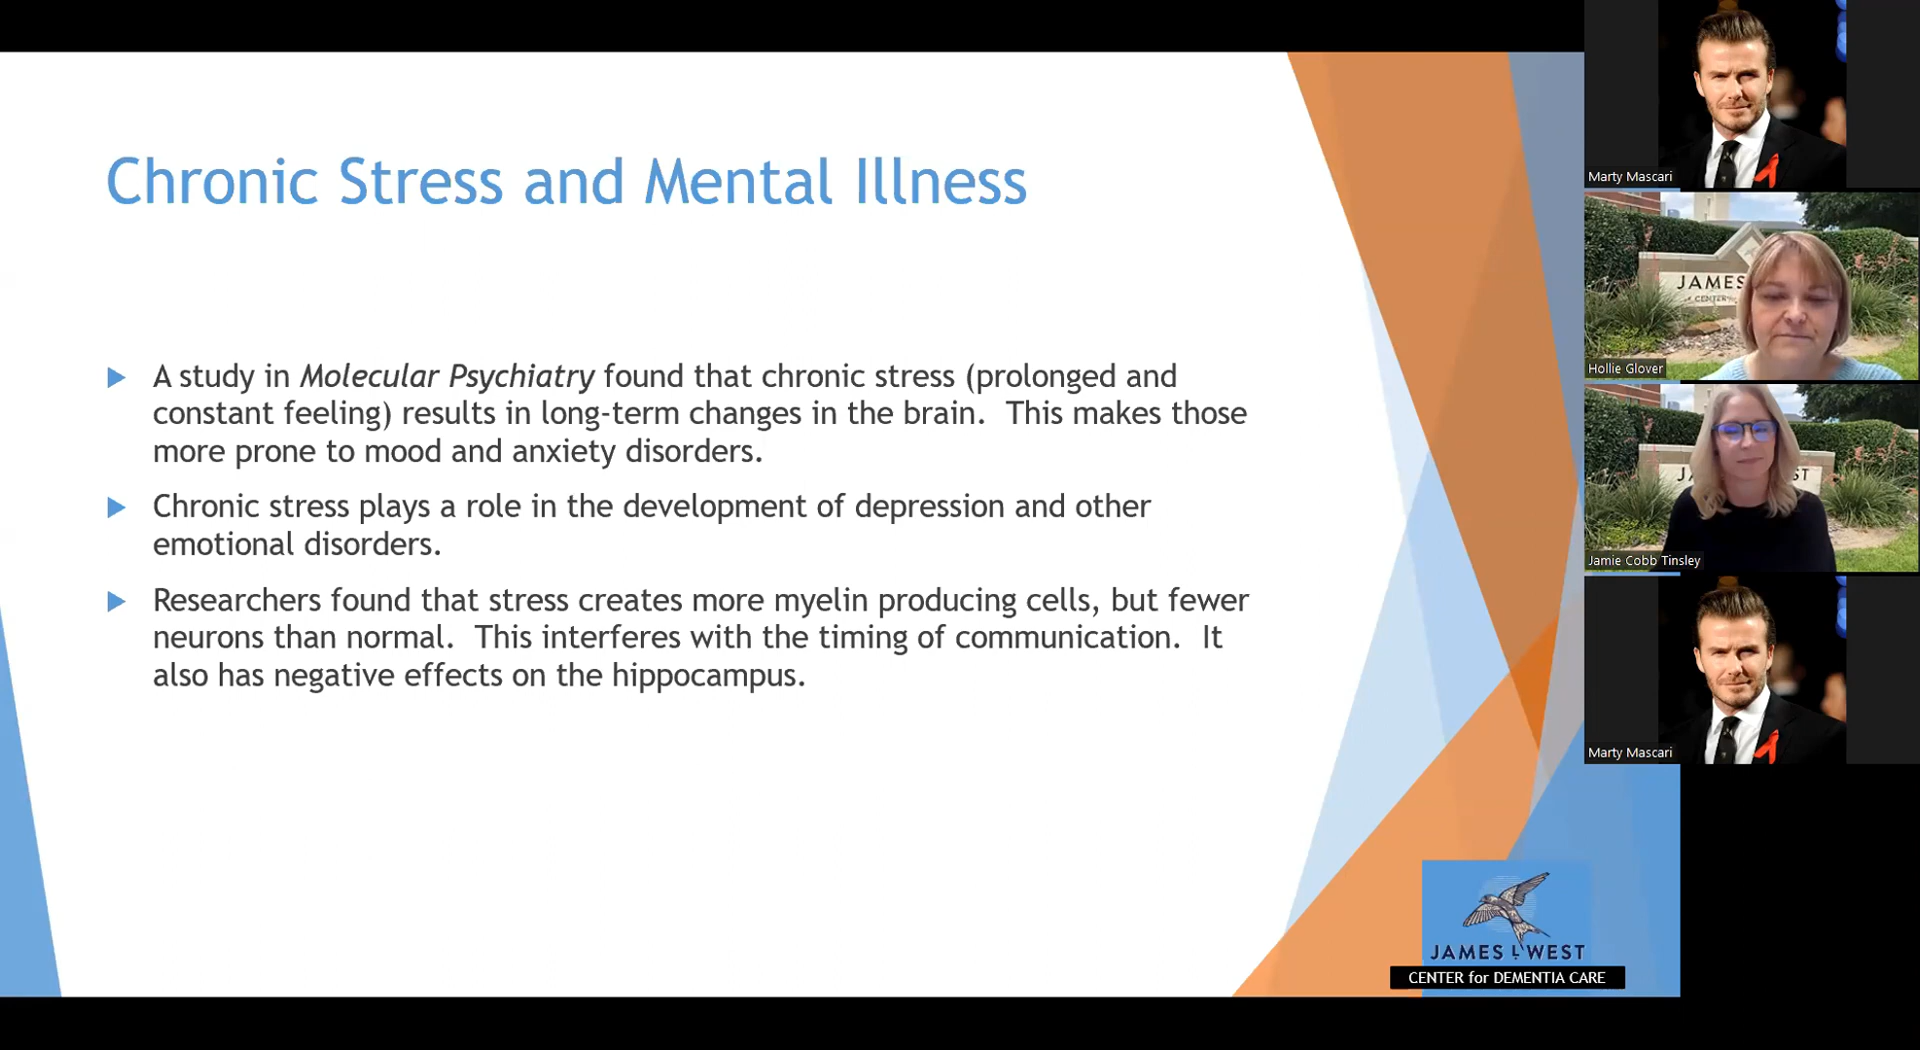 Chronic Stress and Mental Illness
A study in Molecular Psychiatry found that chronic stress (prolonged and
constant feeling) results in long-term changes in the brain.  This makes those
more prone to mood and anxiety disorders.
Chronic stress plays a role in the development of depression and other
emotional disorders.
Researchers found that stress creates more myelin producing cells, but fewer
neurons than normal.  This interferes with the timing of communication.  It
also has negative effects on the hippocampus.
JAMES L WEST
CENTER for DEMENTIA CARE
Marty Mascari
JAMES
CENTER
Hollie Glover
JA
ST
Jamie Cobb Tinsley
Marty Mascari